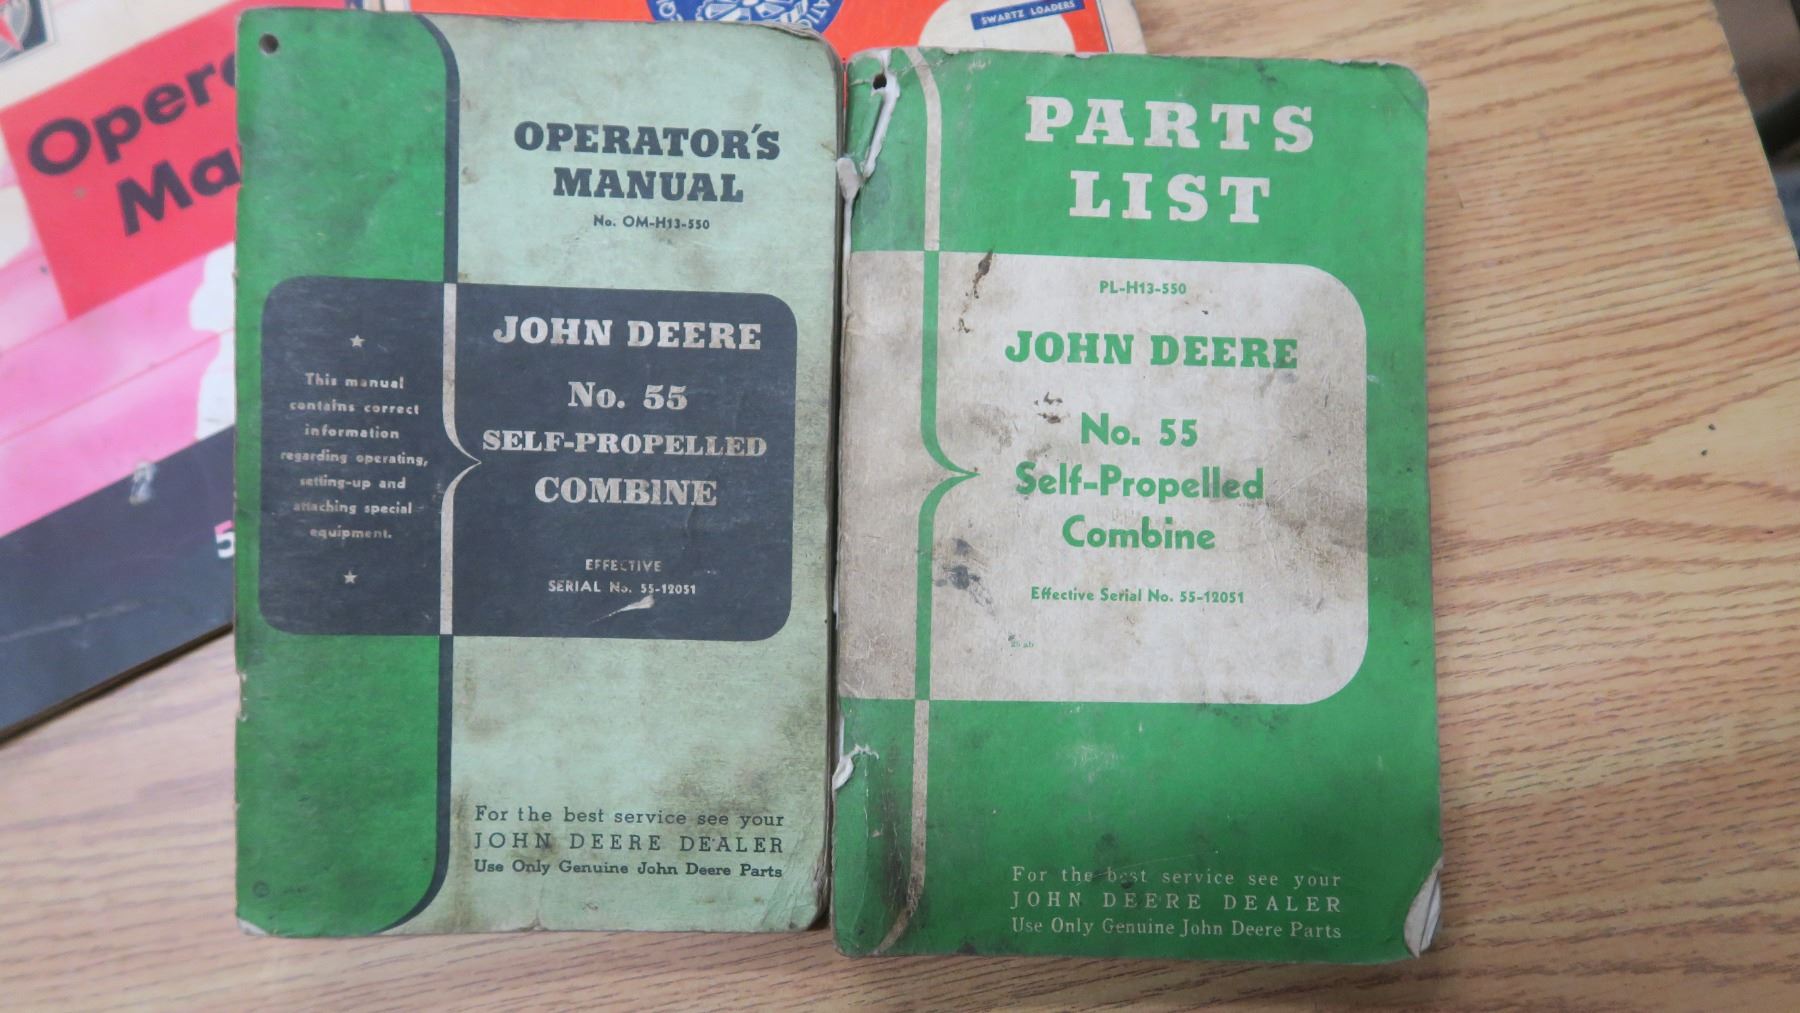 Opera
Ma
5
SWARTZ LOADERS
OPERATOR'S
MANUAL
No. OM-H13-550
JOHN DEERE
No. 55
SELF-PROPELLED
COMBINE
EFFECTIVE
SERIAL No. 55-12051
This manual
contains correct
information
regarding operating,
setting-up and
attaching special
equipment.
For the best service see your
JOHN DEERE DEALER
Use Only Genuine John Deere Parts
PARTS
LIST
PL-H13-550
JOHN DEERE
No. 55
Self-Propelled
Combine
Effective Serial No. 55-12051
For the best service see your
JOHN DEERE DEALER
Use Only Genuine John Deere Parts